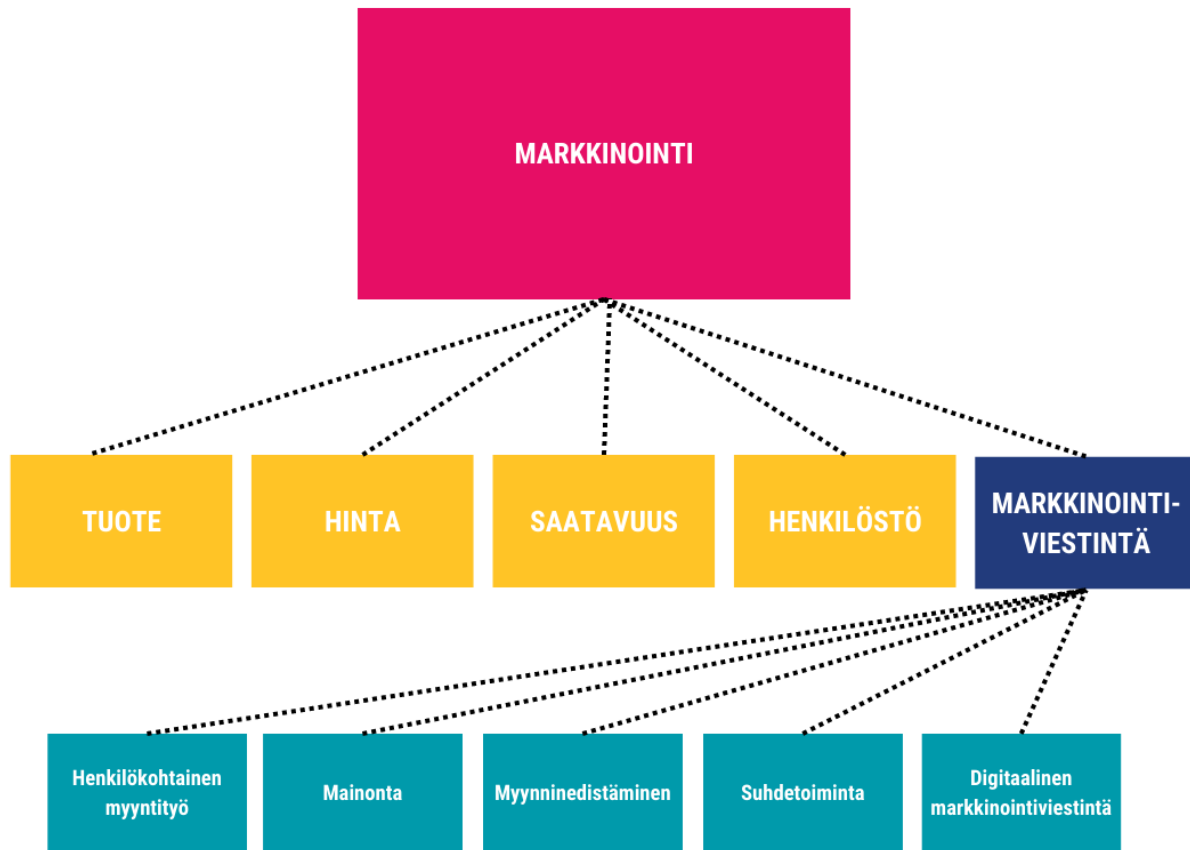 MARKKINOINTI
TUOTE
HINTA
SAATAVUUS
HENKILÖSTÖ
MARKKINOINTI-
VIESTINTÄ
Henkilökohtainen
myyntityö
Mainonta
Myynninedistäminen
Suhdetoiminta
Digitaalinen
markkinointiviestintä